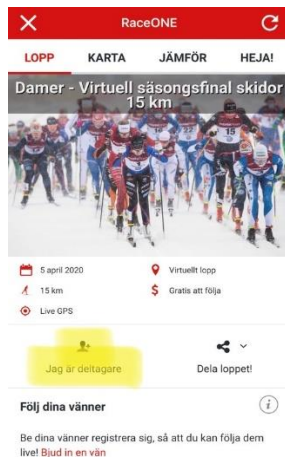 RaceONE
LOPP KARTA JÄMFÖR HEJA!
Damer - Virtuell säsongsfinal skidor
15 km
5 april 2020 Virtuellt lopp
15 km $ Gratis att följa
Live GPS
Jag är deltagare Dela loppet!
Följ dina vänner
Be dina vänner registrera sig, så att du kan följa dem
live! Bjud in en vän